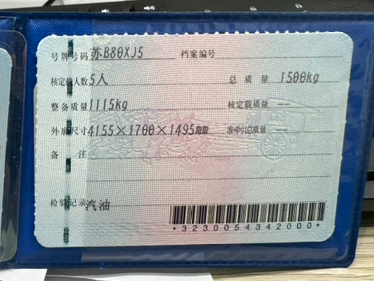 号牌号码 苏B80XJ5 档案编号
核定载人数 5人 总质量 1500kg
整备质量 1115kg 核定载质量 --
外廓尺寸 4155×1700×1495mm 准牵引总质量 --
备注
检验记录 汽油
*3230054342000*